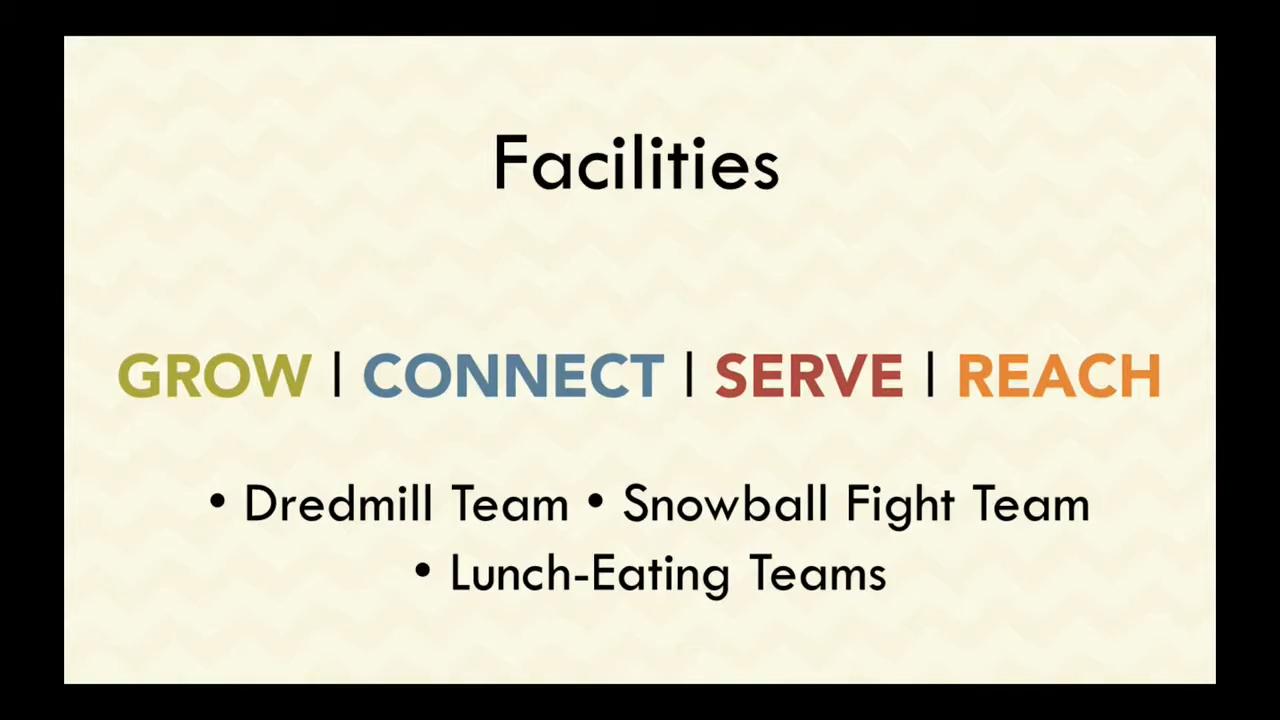 Facilities
GROW | CONNECT | SERVE | REACH
• Dredmill Team • Snowball Fight Team
• Lunch-Eating Teams